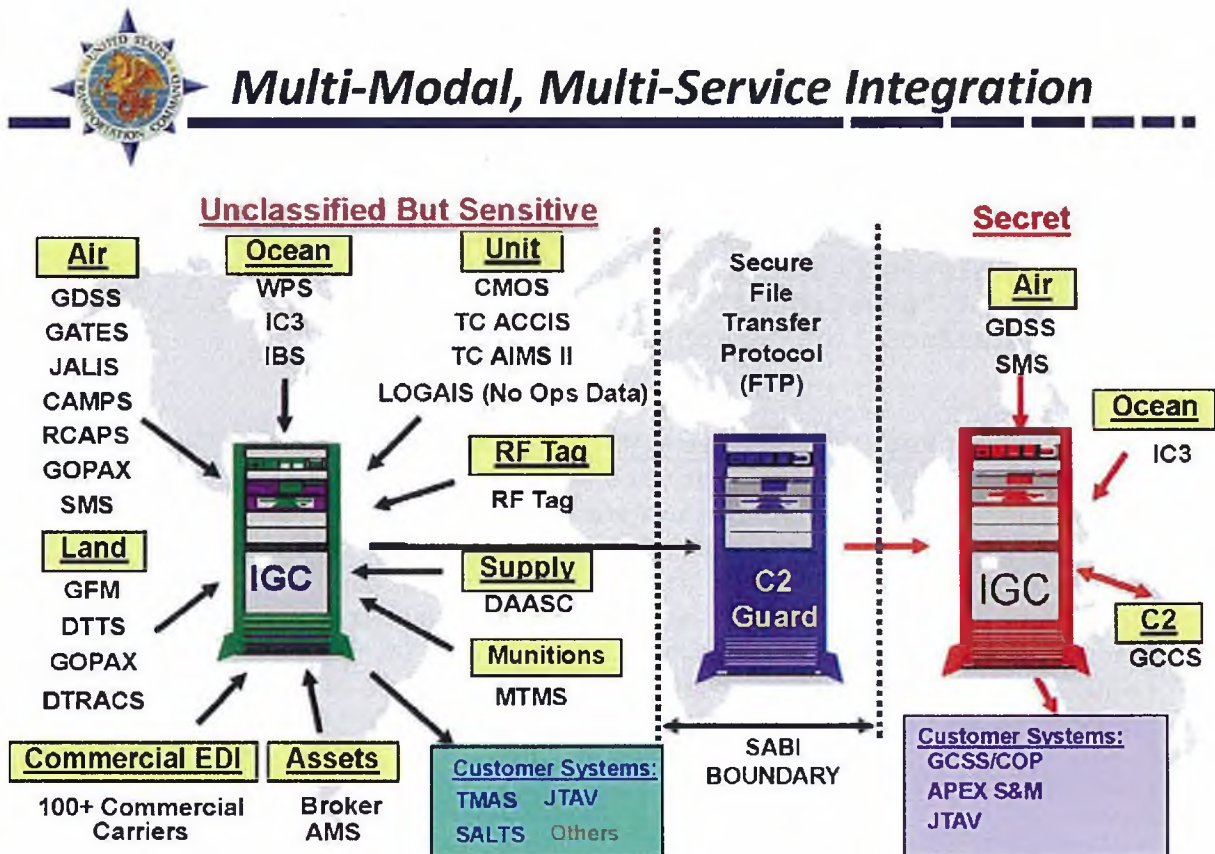 UNITED STATES
TRANSPORTATION COMMAND
Multi-Modal, Multi-Service Integration
Unclassified But Sensitive
Secret
Air
GDSS
GATES
JALIS
CAMPS
RCAPS
GOPAX
SMS
Ocean
WPS
IC3
IBS
Unit
CMOS
TC ACCIS
TC AIMS II
LOGAIS (No Ops Data)
RF Tag
RF Tag
Land
GFM
DTTS
GOPAX
DTRACS
IGC
Supply
DAASC
Munitions
MTMS
Commercial EDI
100+ Commercial
Carriers
Assets
Broker
AMS
Customer Systems:
TMAS JTAV
SALTS Others
Secure
File
Transfer
Protocol
(FTP)
C2
Guard
SABI
BOUNDARY
Air
GDSS
SMS
Ocean
IC3
IGC
C2
GCCS
Customer Systems:
GCSS/COP
APEX S&M
JTAV